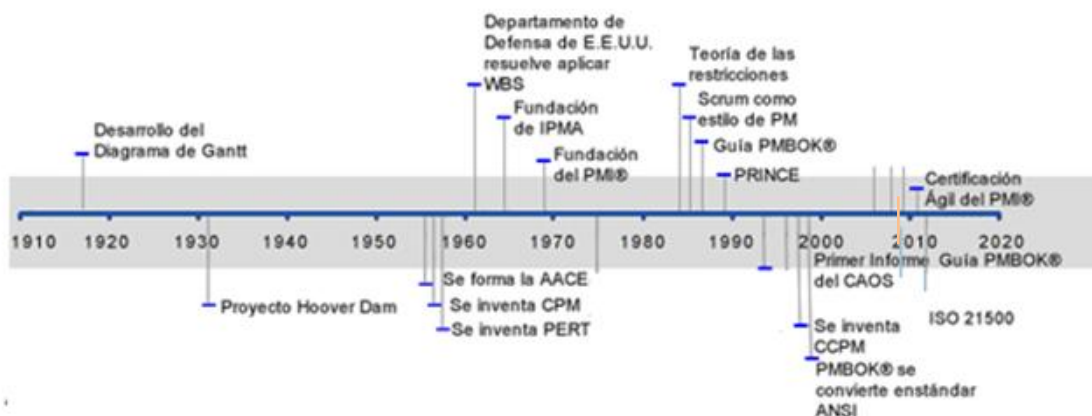 Departamento de
Defensa de E.E.U.U.
resuelve aplicar
WBS
Teoría de las
restricciones
Scrum como
estilo de PM
Fundación
de IPMA
Desarrollo del
Diagrama de Gantt
Guía PMBOK®
Fundación
del PMI®
PRINCE
Certificación
Ágil del PMI®
1910 1920 1930 1940 1950 1960 1970 1980 1990 2000 2010 2020
Primer Informe
del CAOS
Guía PMBOK®
Se forma la AACE
Proyecto Hoover Dam
Se inventa CPM
Se inventa PERT
ISO 21500
Se inventa
CCPM
PMBOK® se
convierte enstándar
ANSI